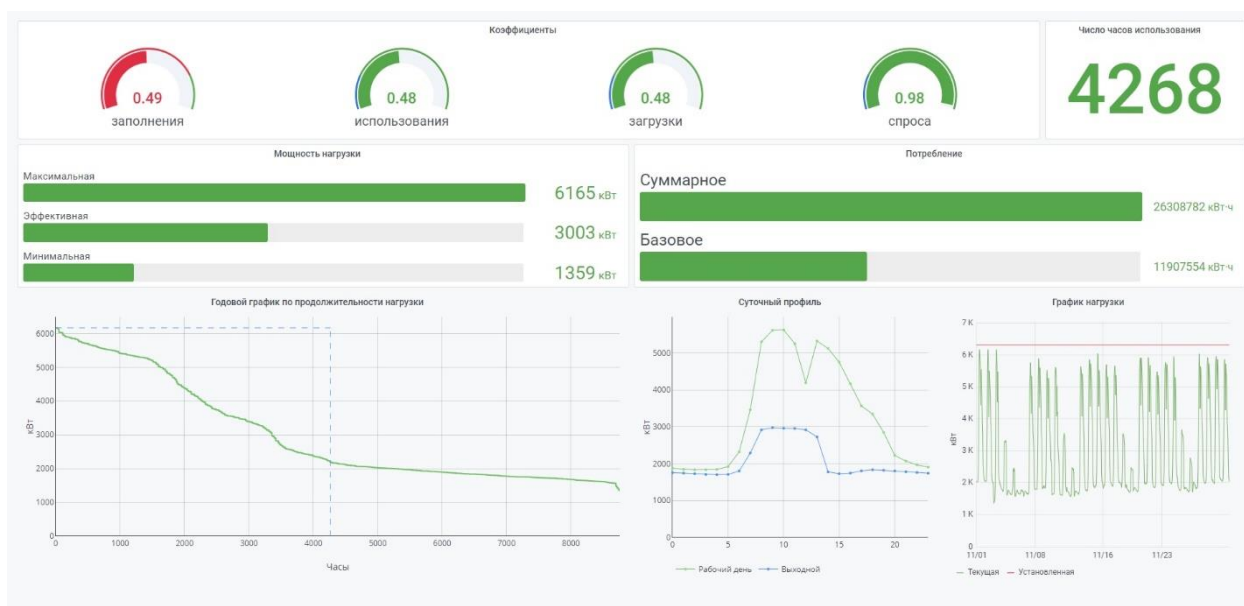 Коэффициенты
0.49
заполнения
0.48
использования
0.48
загрузки
0.98
спроса
Число часов использования
4268
Мощность нагрузки
Максимальная
6165 кВт
Эффективная
3003 кВт
Минимальная
1359 кВт
Потребление
Суммарное
26308782 кВт·ч
Базовое
11907554 кВт·ч
Годовой график по продолжительности нагрузки
кВт
6000
5000
4000
3000
2000
1000
0
0 1000 2000 3000 4000 5000 6000 7000 8000
Часы
Суточный профиль
кВт
5000
4000
3000
2000
1000
0
0 5 10 15 20
Рабочий день Выходной
График нагрузки
кВт
7 K
6 K
5 K
4 K
3 K
2 K
1 K
0
11/01 11/08 11/16 11/23
Текущая Установленная